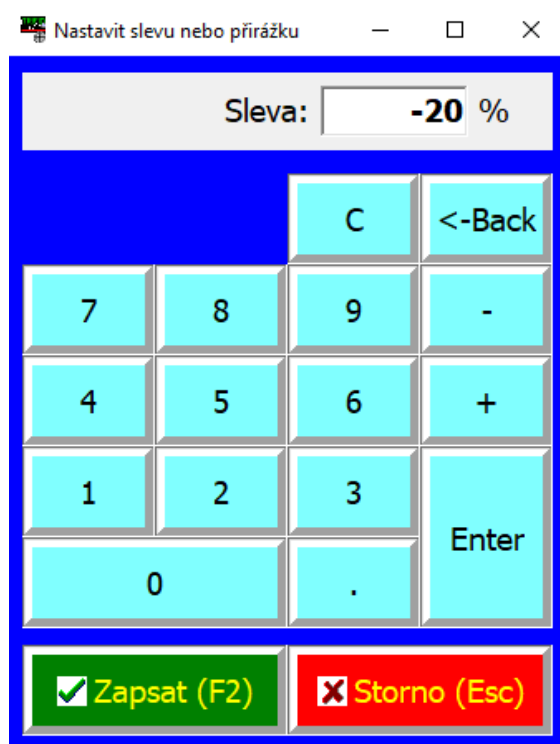 Nastavit slevu nebo přirážku
Sleva: -20 %
C <-Back
7 8 9 -
4 5 6 +
1 2 3
Enter
0 .
Zapsat (F2) Storno (Esc)